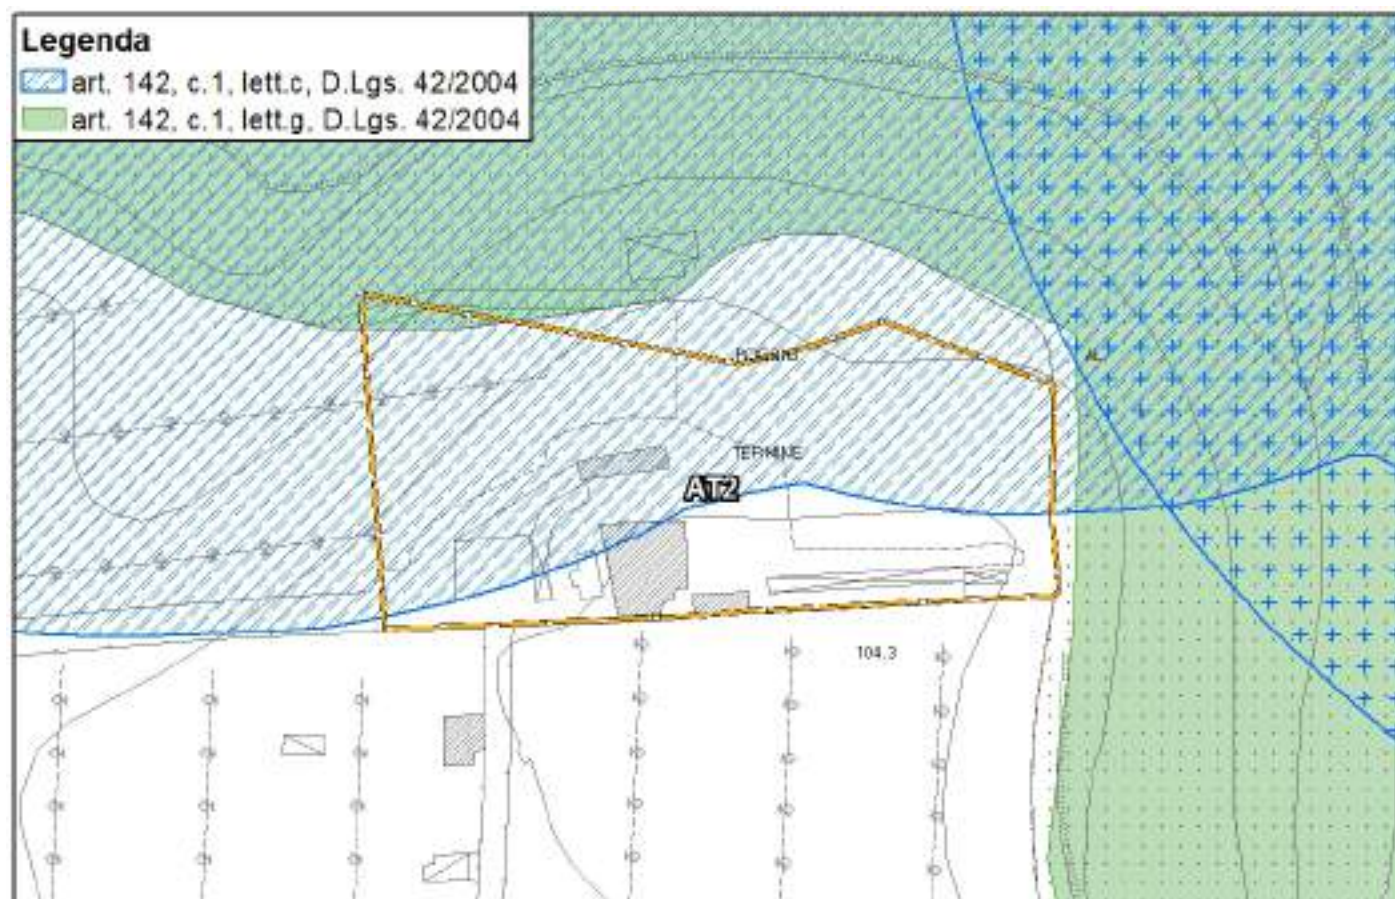 Legenda
art. 142, c.1, lett.c, D.Lgs. 42/2004
art. 142, c.1, lett.g, D.Lgs. 42/2004
AL
TERMINE
AT2
104.3